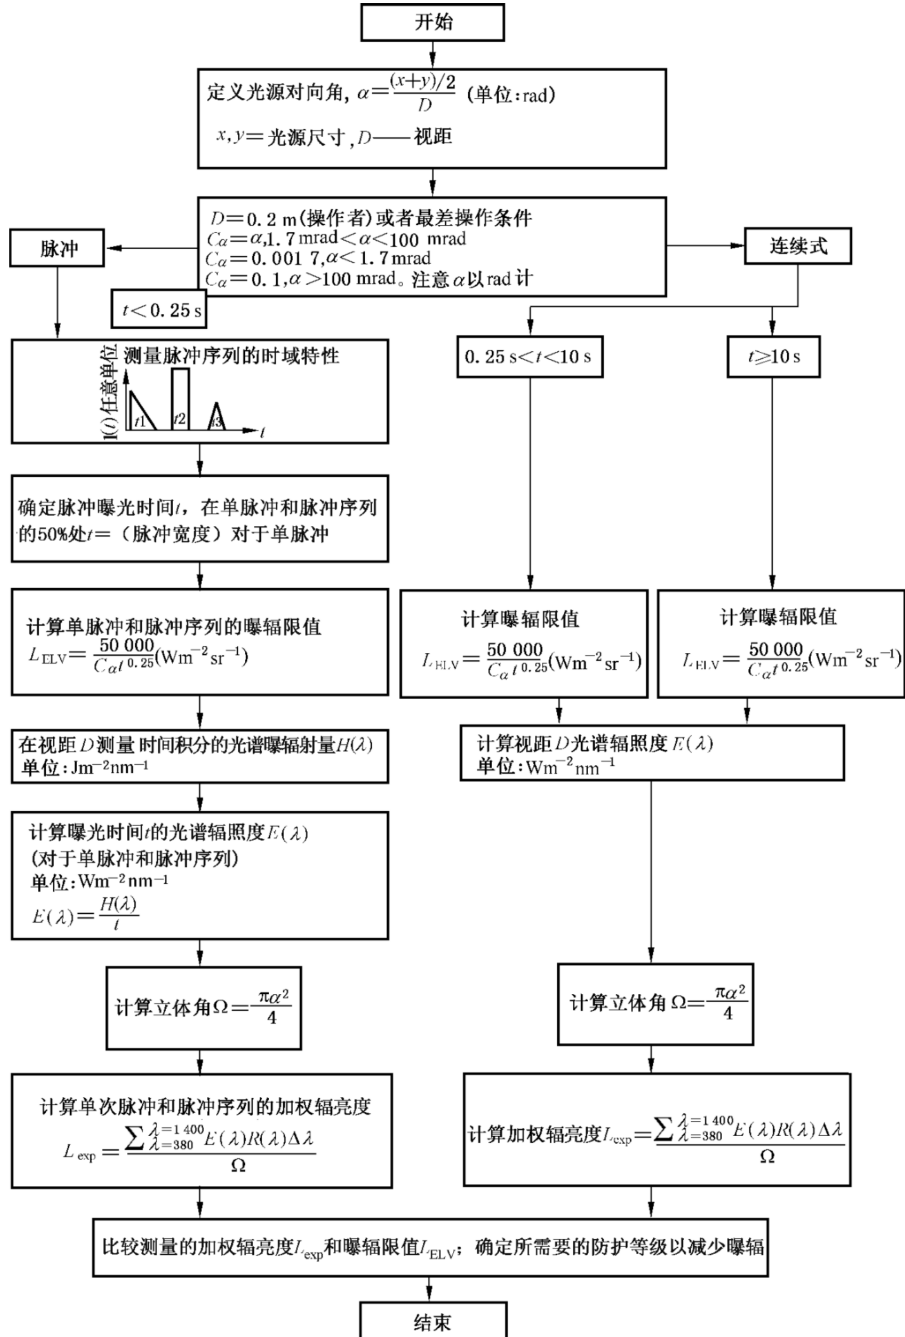 开始
定义光源对向角, α=(x+y)/2/D (单位:rad)
x,y=光源尺寸,D——视距
D=0.2 m(操作者)或者最差操作条件
Cα=α,1.7 mrad<α<100 mrad
Cα=0.001 7,α<1.7 mrad
Cα=0.1,α>100 mrad。注意α以rad计
脉冲
连续式
t<0.25 s
0.25 s<t<10 s
t≥10 s
测量脉冲序列的时域特性
I(t)任意单位
t1
t2
t3
t
确定脉冲曝光时间t，在单脉冲和脉冲序列
的50%处t=（脉冲宽度）对于单脉冲
计算单脉冲和脉冲序列的曝辐限值
L_ELV=50 000/(Cα t^0.25)(Wm⁻²sr⁻¹)
计算曝辐限值
L_ELV=50 000/(Cα t^0.25)(Wm⁻²sr⁻¹)
计算曝辐限值
L_ELV=50 000/(Cα t^0.25)(Wm⁻²sr⁻¹)
在视距D测量时间积分的光谱曝辐射量H(λ)
单位:Jm⁻²nm⁻¹
计算视距D光谱辐照度E(λ)
单位:Wm⁻²nm⁻¹
计算曝光时间t的光谱辐照度E(λ)
(对于单脉冲和脉冲序列)
单位:Wm⁻²nm⁻¹
E(λ)=H(λ)/t
计算立体角Ω=πα²/4
计算立体角Ω=πα²/4
计算单次脉冲和脉冲序列的加权辐亮度
L_exp=∑_{λ=380}^{λ=1 400}E(λ)R(λ)Δλ/Ω
计算加权辐亮度L_exp=∑_{λ=380}^{λ=1 400}E(λ)R(λ)Δλ/Ω
比较测量的加权辐亮度L_exp和曝辐限值L_ELV；确定所需要的防护等级以减少曝辐
结束